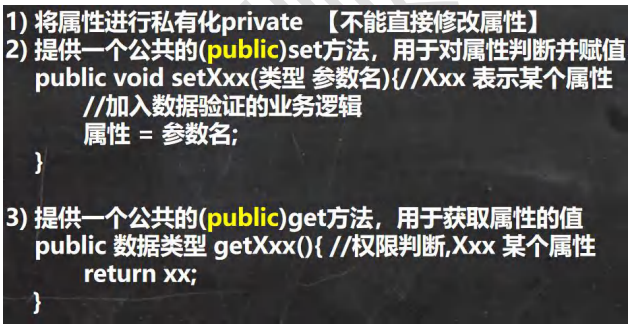 1) 将属性进行私有化private 【不能直接修改属性】
2) 提供一个公共的(public)set方法，用于对属性判断并赋值
public void setXxx(类型 参数名){//Xxx 表示某个属性
//加入数据验证的业务逻辑
属性 = 参数名;
}
3) 提供一个公共的(public)get方法，用于获取属性的值
public 数据类型 getXxx(){ //权限判断,Xxx 某个属性
return xx;
}